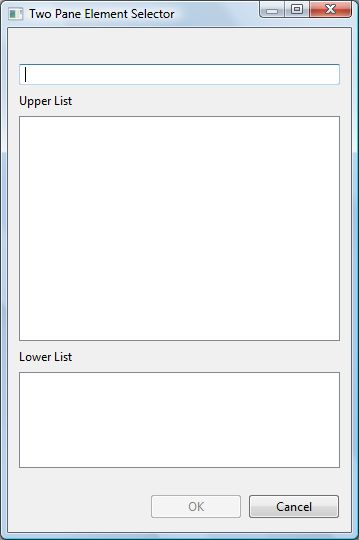 Two Pane Element Selector
Upper List
Lower List
OK
Cancel